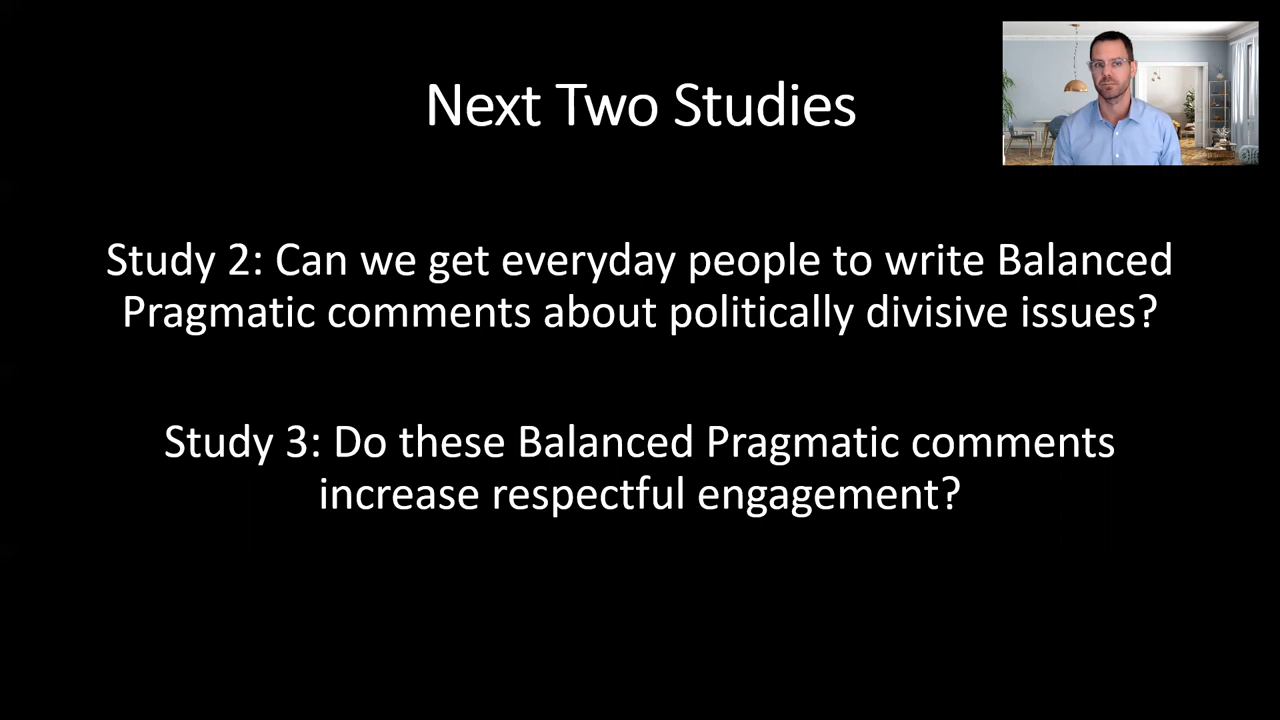 Next Two Studies
Study 2: Can we get everyday people to write Balanced
Pragmatic comments about politically divisive issues?
Study 3: Do these Balanced Pragmatic comments
increase respectful engagement?